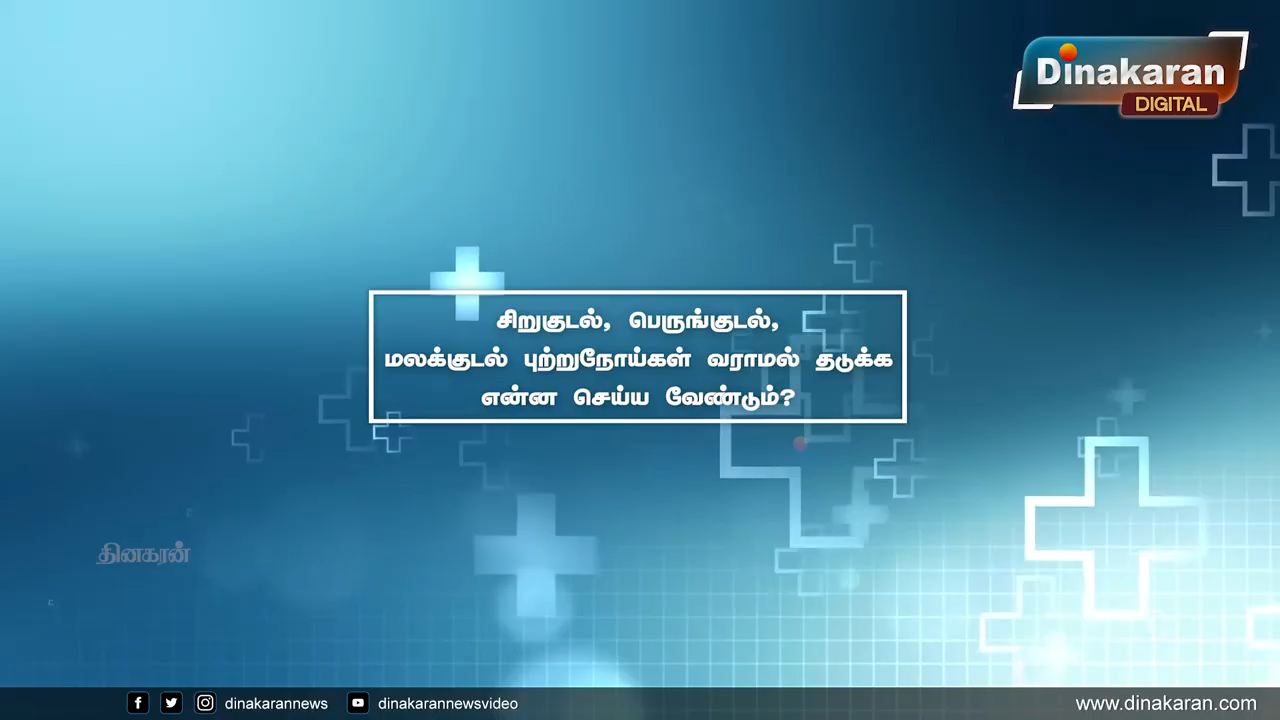 Dinakaran
DIGITAL
சிறுகுடல், பெருங்குடல்,
மலக்குடல் புற்றுநோய்கள் வராமல் தடுக்க
என்ன செய்ய வேண்டும்?
தினகரன்
dinakarannews dinakarannewsvideo www.dinakaran.com